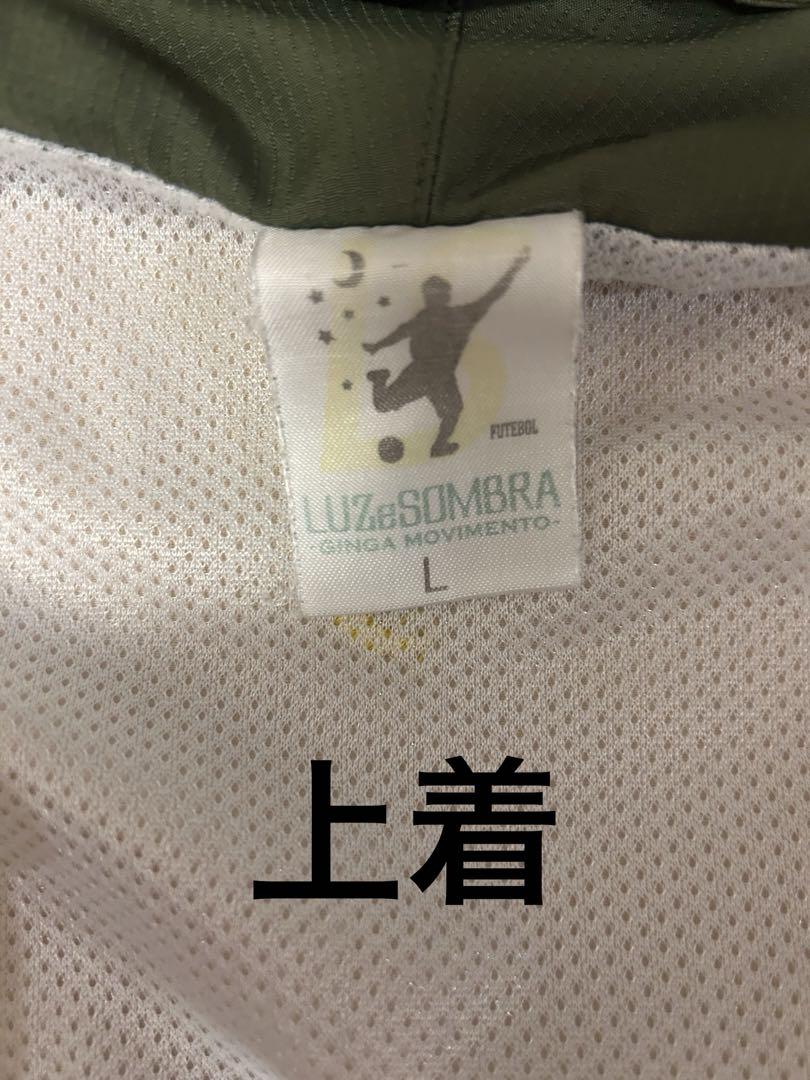 FUTEBOL
LUZeSOMBRA
-GINGA MOVIMENTO-
L
上着